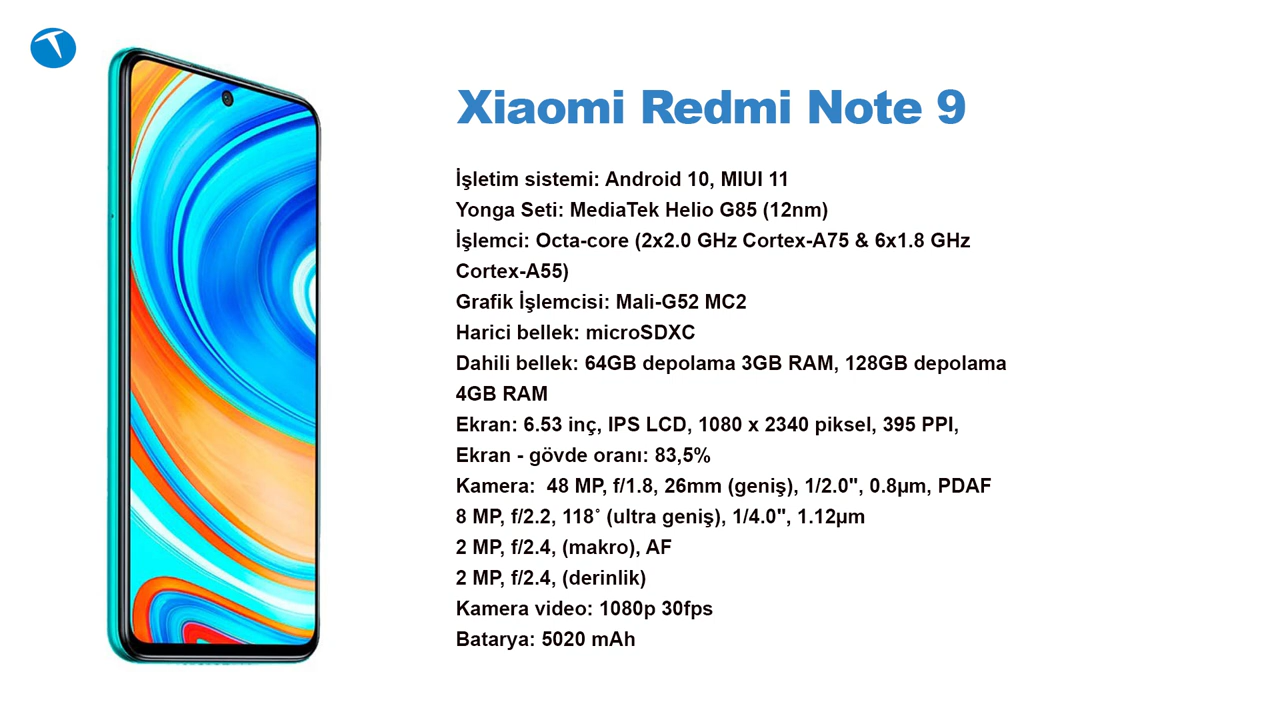 Xiaomi Redmi Note 9
İşletim sistemi: Android 10, MIUI 11
Yonga Seti: MediaTek Helio G85 (12nm)
İşlemci: Octa-core (2x2.0 GHz Cortex-A75 & 6x1.8 GHz
Cortex-A55)
Grafik İşlemcisi: Mali-G52 MC2
Harici bellek: microSDXC
Dahili bellek: 64GB depolama 3GB RAM, 128GB depolama
4GB RAM
Ekran: 6.53 inç, IPS LCD, 1080 x 2340 piksel, 395 PPI,
Ekran - gövde oranı: 83,5%
Kamera:  48 MP, f/1.8, 26mm (geniş), 1/2.0", 0.8µm, PDAF
8 MP, f/2.2, 118˚ (ultra geniş), 1/4.0", 1.12µm
2 MP, f/2.4, (makro), AF
2 MP, f/2.4, (derinlik)
Kamera video: 1080p 30fps
Batarya: 5020 mAh